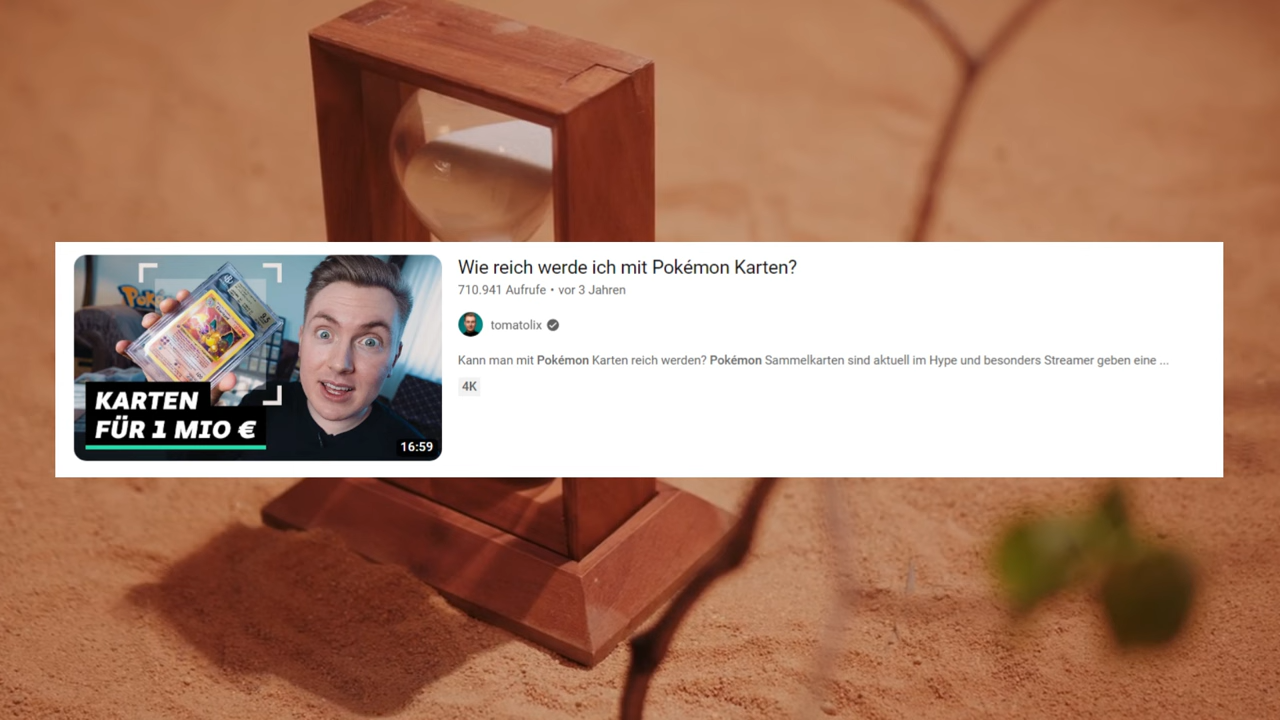 Wie reich werde ich mit Pokémon Karten?
710.941 Aufrufe • vor 3 Jahren
tomatolix
Kann man mit Pokémon Karten reich werden? Pokémon Sammelkarten sind aktuell im Hype und besonders Streamer geben eine ...
4K
KARTEN
FÜR 1 MIO €
16:59